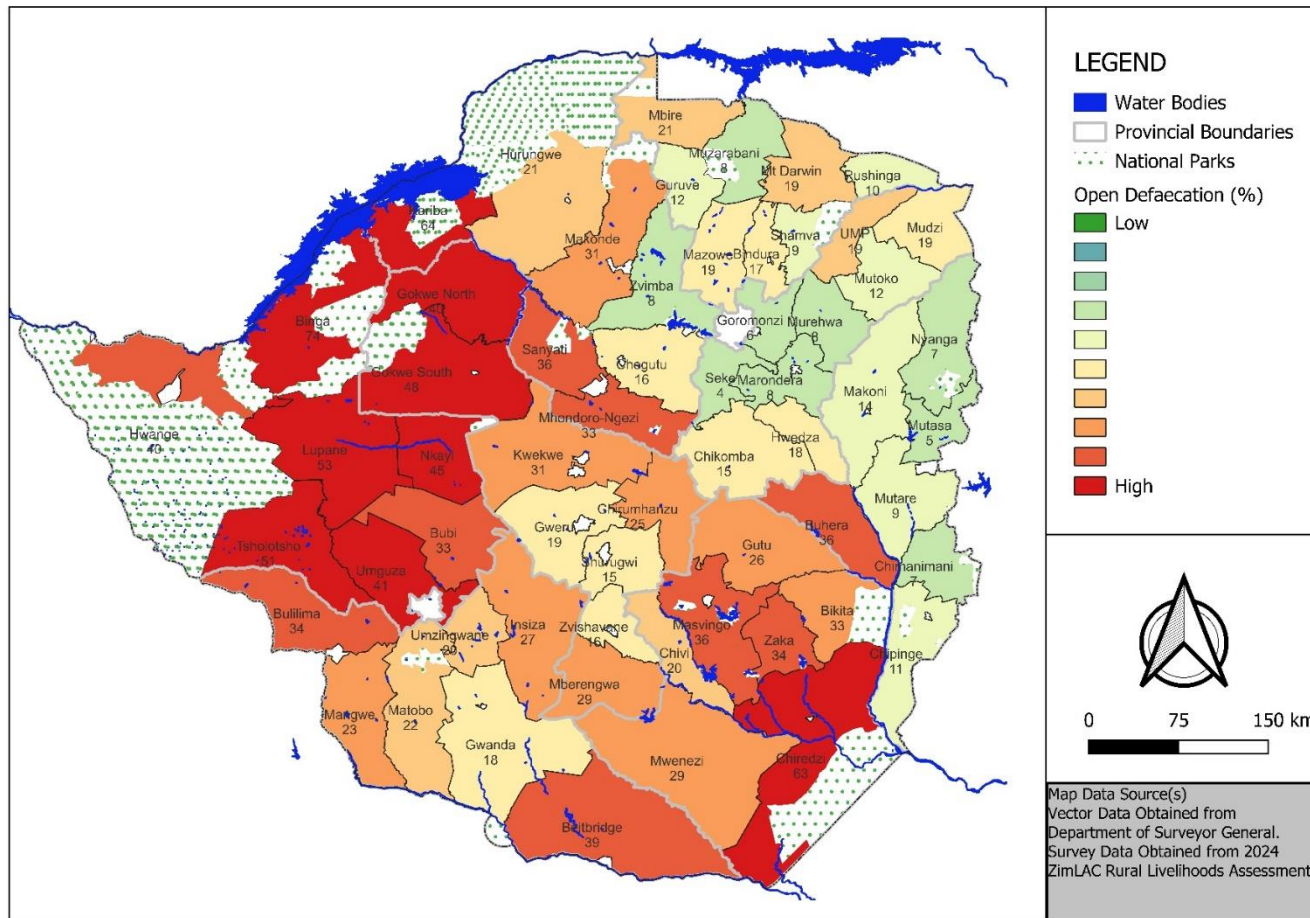 LEGEND
Water Bodies
Provincial Boundaries
National Parks
Open Defaecation (%)
Low
High
0 75 150 km
Map Data Source(s)
Vector Data Obtained from
Department of Surveyor General.
Survey Data Obtained from 2024
ZimLAC Rural Livelihoods Assessment
Mbire
21
Hurungwe
21
Muzarabani
8
Mt Darwin
19
Rushinga
10
Guruve
12
Kariba
64
Makonde
31
Mazowe
19
Bindura
17
Shamva
9
UMP
19
Mudzi
19
Mutoko
12
Zvimba
8
Gokwe North
Binga
74
Goromonzi
6
Murehwa
8
Nyanga
7
Sanyati
36
Chegutu
16
Gokwe South
48
Seke
4
Marondera
8
Makoni
14
Mutasa
5
Hwange
40
Mhondoro-Ngezi
33
Hwedza
18
Chikomba
15
Lupane
53
Nkayi
45
Kwekwe
31
Mutare
9
Chirumhanzu
25
Gweru
19
Buhera
36
Bubi
33
Gutu
26
Tsholotsho
51
Umguza
41
Shurugwi
15
Chimanimani
7
Bulilima
34
Umzingwane
20
Insiza
27
Zvishavane
16
Masvingo
36
Bikita
33
Zaka
34
Chivi
20
Chipinge
11
Mberengwa
29
Mangwe
23
Matobo
22
Gwanda
18
Mwenezi
29
Chiredzi
63
Beitbridge
39